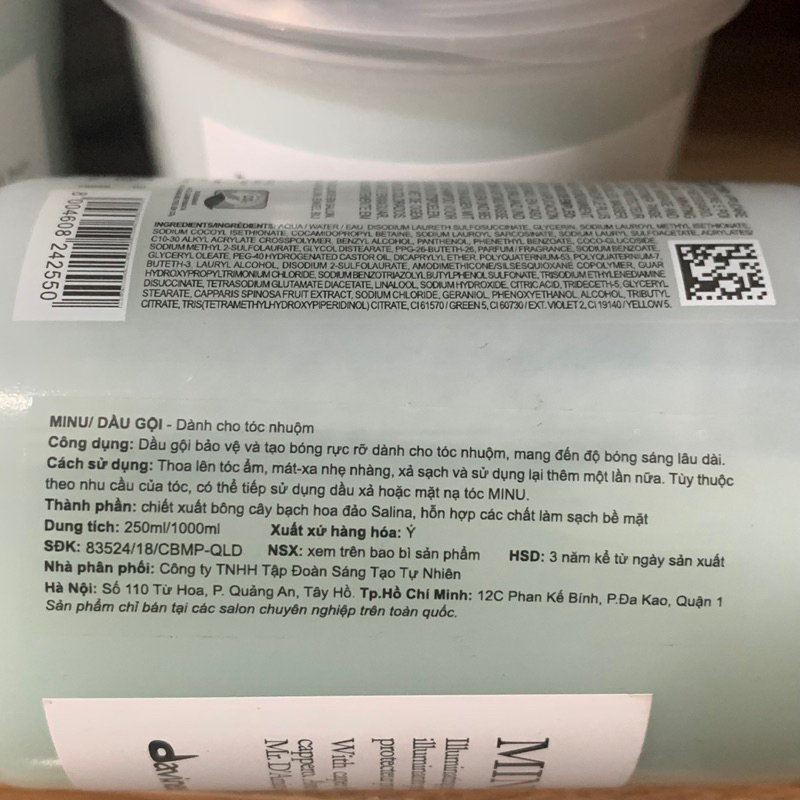 8 004608 242550
INGREDIENTS/INGRÉDIENTS: AQUA / WATER / EAU, DISODIUM LAURETH SULFOSUCCINATE, GLYCERIN, SODIUM LAUROYL METHYL ISETHIONATE,
SODIUM COCOYL ISETHIONATE, COCAMIDOPROPYL BETAINE, SODIUM LAUROYL SARCOSINATE, SODIUM LAURYL SULFOACETATE, ACRYLATES/
C10-30 ALKYL ACRYLATE CROSSPOLYMER, BENZYL ALCOHOL, PANTHENOL, PHENETHYL BENZOATE, COCO-GLUCOSIDE,
SODIUM METHYL 2-SULFOLAURATE, GLYCOL DISTEARATE, PPG-26-BUTETH-26, PARFUM / FRAGRANCE, SODIUM BENZOATE,
GLYCERYL OLEATE, PEG-40 HYDROGENATED CASTOR OIL, DICAPRYLYL ETHER, POLYQUATERNIUM-53, POLYQUATERNIUM-7,
BUTETH-3, LAURYL ALCOHOL, DISODIUM 2-SULFOLAURATE, AMODIMETHICONE/SILSESQUIOXANE COPOLYMER, GUAR
HYDROXYPROPYLTRIMONIUM CHLORIDE, SODIUM BENZOTRIAZOLYL BUTYLPHENOL SULFONATE, TRISODIUM ETHYLENEDIAMINE
DISUCCINATE, TETRASODIUM GLUTAMATE DIACETATE, LINALOOL, SODIUM HYDROXIDE, CITRIC ACID, TRIDECETH-5, GLYCERYL
STEARATE, CAPPARIS SPINOSA FRUIT EXTRACT, SODIUM CHLORIDE, GERANIOL, PHENOXYETHANOL, ALCOHOL, TRIBUTYL
CITRATE, TRIS(TETRAMETHYLHYDROXYPIPERIDINOL) CITRATE, CI 61570 / GREEN 5, CI 60730 / EXT. VIOLET 2, CI 19140 / YELLOW 5.
MINU/ DẦU GỘI - Dành cho tóc nhuộm
Công dụng: Dầu gội bảo vệ và tạo bóng rực rỡ dành cho tóc nhuộm, mang đến độ bóng sáng lâu dài.
Cách sử dụng: Thoa lên tóc ẩm, mát-xa nhẹ nhàng, xả sạch và sử dụng lại thêm một lần nữa. Tùy thuộc
theo nhu cầu của tóc, có thể tiếp sử dụng dầu xả hoặc mặt nạ tóc MINU.
Thành phần: chiết xuất bông cây bạch hoa đảo Salina, hỗn hợp các chất làm sạch bề mặt
Dung tích: 250ml/1000ml Xuất xứ hàng hóa: Ý
SĐK: 83524/18/CBMP-QLD NSX: xem trên bao bì sản phẩm HSD: 3 năm kể từ ngày sản xuất
Nhà phân phối: Công ty TNHH Tập Đoàn Sáng Tạo Tự Nhiên
Hà Nội: Số 110 Từ Hoa, P. Quảng An, Tây Hồ. Tp.Hồ Chí Minh: 12C Phan Kế Bính, P.Đa Kao, Quận 1
Sản phẩm chỉ bán tại các salon chuyên nghiệp trên toàn quốc.